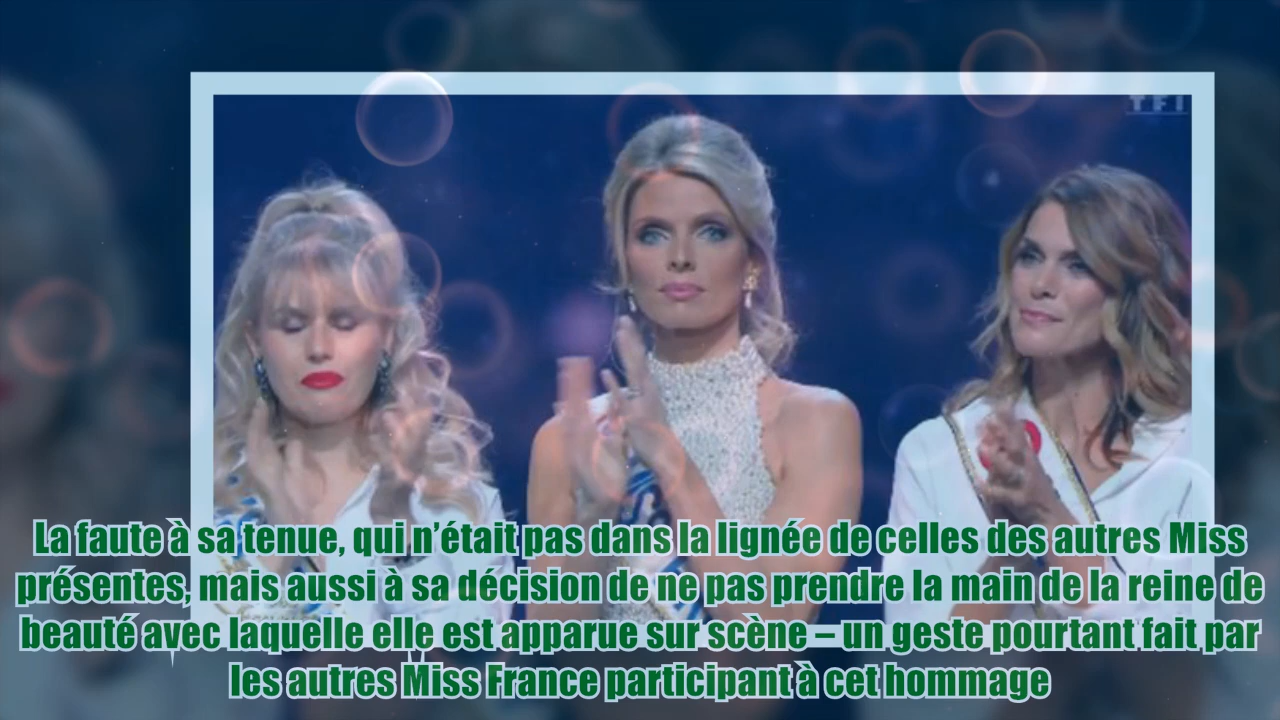 TF1
La faute à sa tenue, qui n’était pas dans la lignée de celles des autres Miss
présentes, mais aussi à sa décision de ne pas prendre la main de la reine de
beauté avec laquelle elle est apparue sur scène – un geste pourtant fait par
les autres Miss France participant à cet hommage